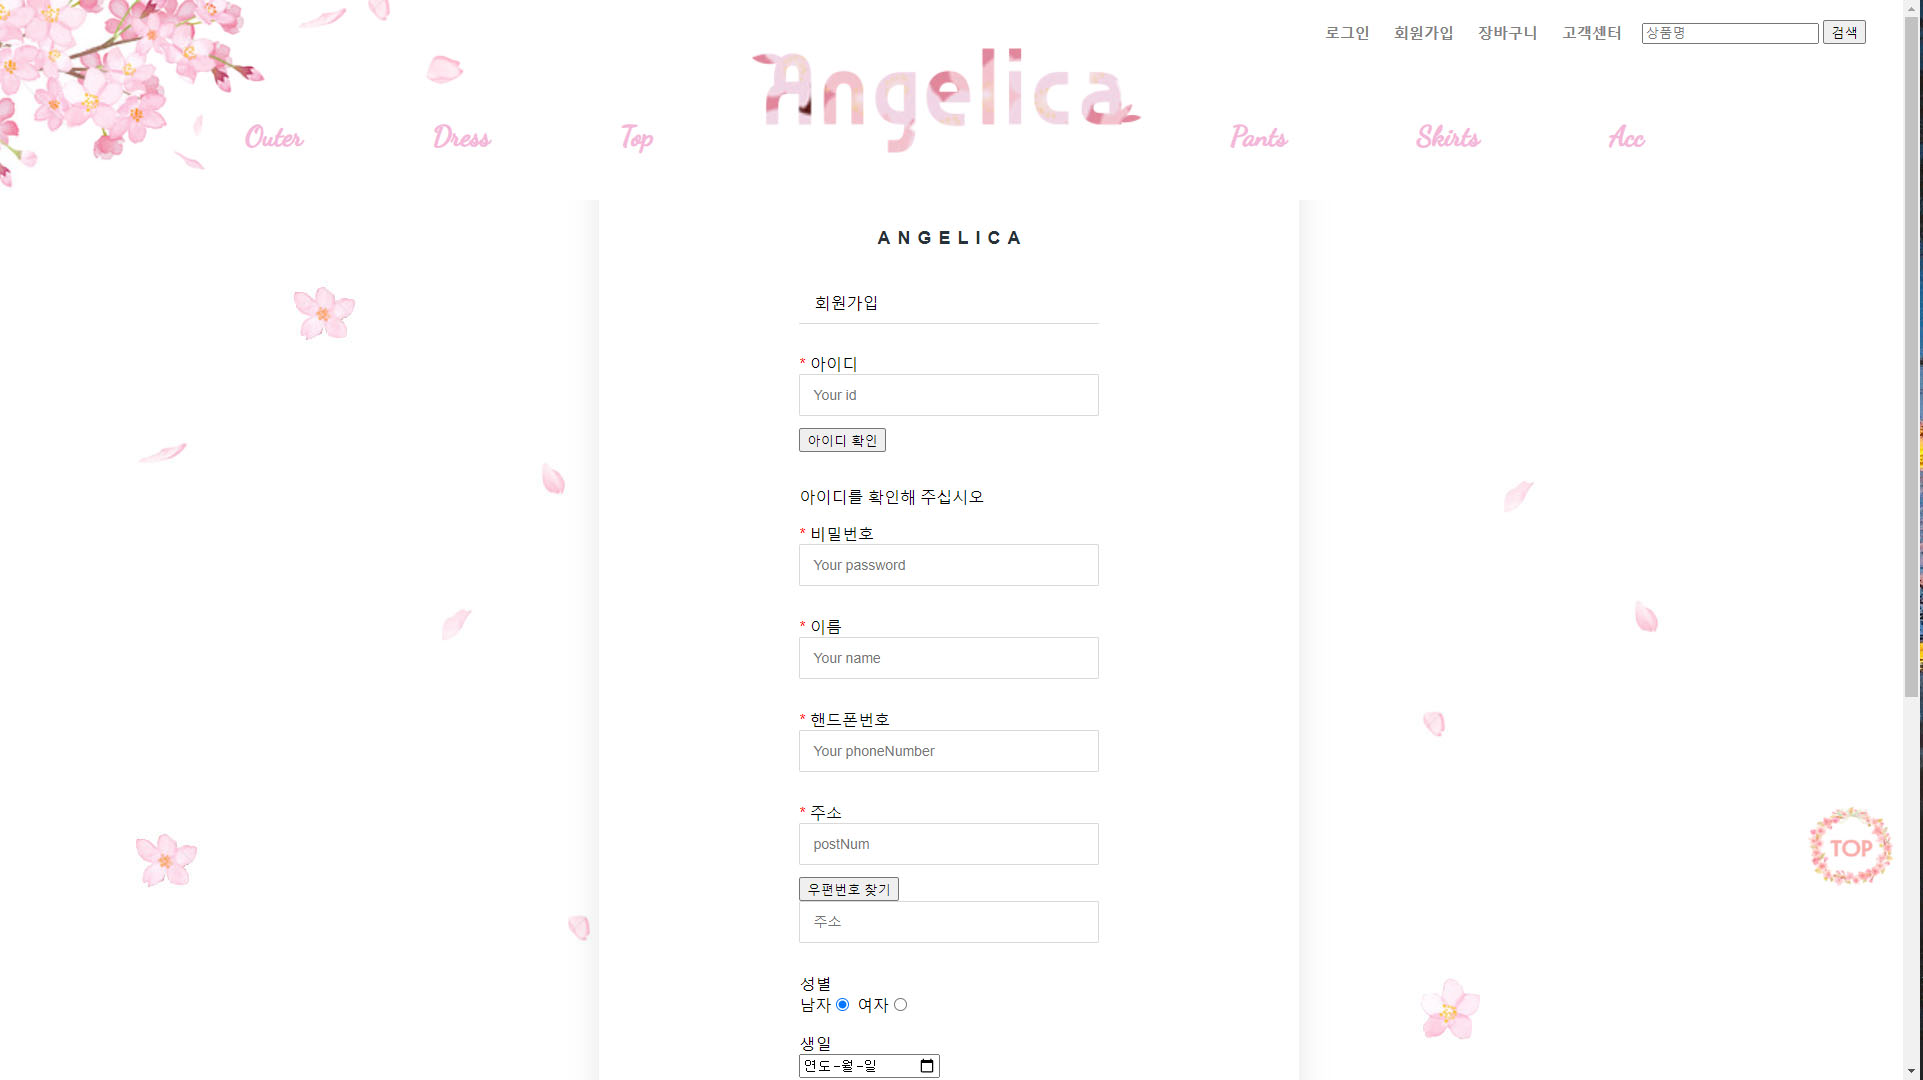 로그인 회원가입 장바구니 고객센터 상품명 검색
Angelica
Outer Dress Top Pants Skirts Acc
ANGELICA
회원가입
* 아이디
Your id
아이디 확인
아이디를 확인해 주십시오
* 비밀번호
Your password
* 이름
Your name
* 핸드폰번호
Your phoneNumber
* 주소
postNum
우편번호 찾기
주소
성별
남자 여자
생일
연도-월-일
TOP